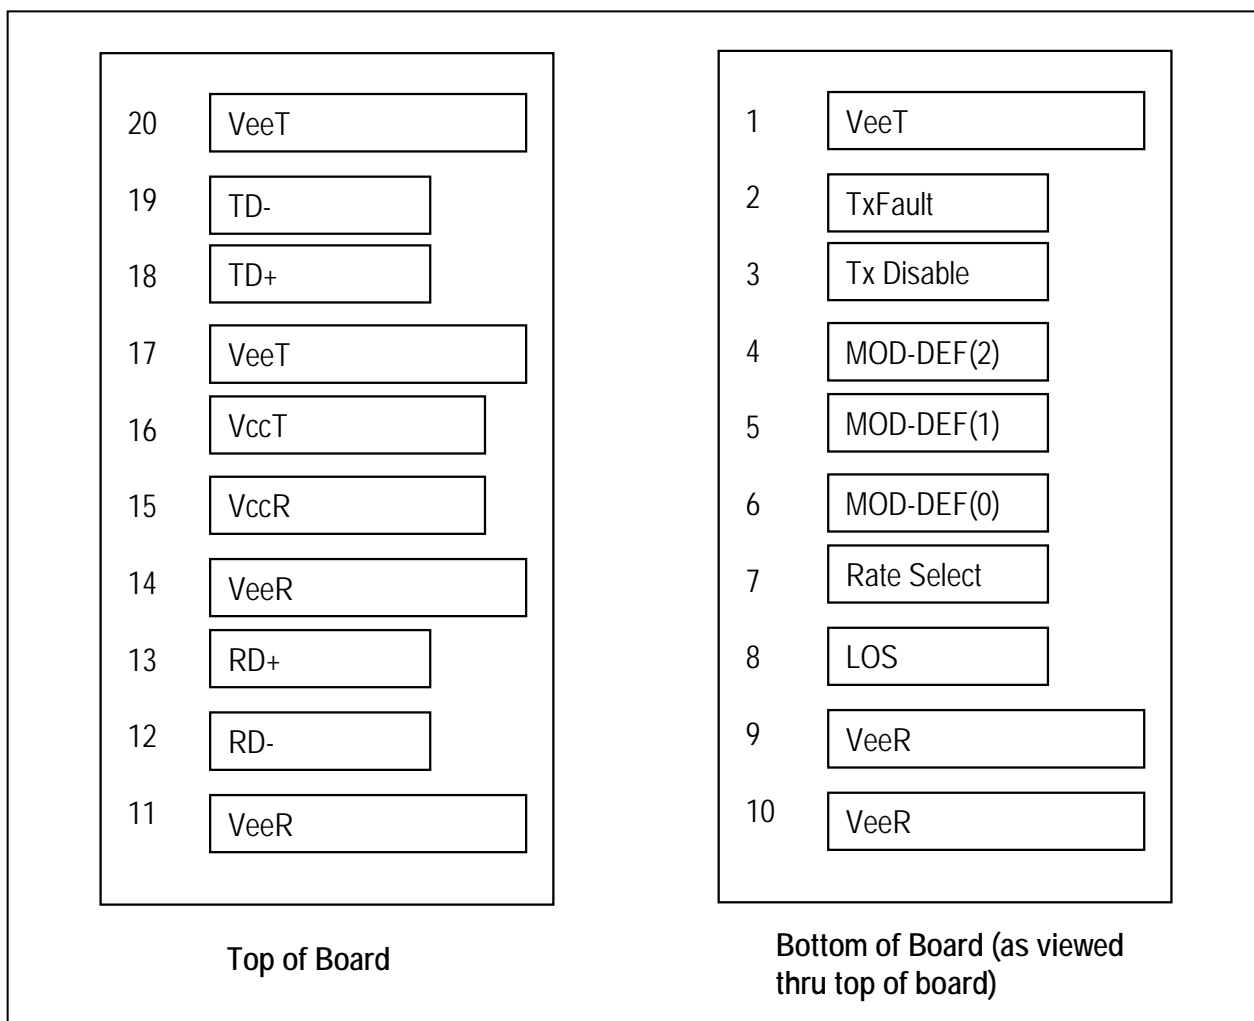 20 VeeT
19 TD-
18 TD+
17 VeeT
16 VccT
15 VccR
14 VeeR
13 RD+
12 RD-
11 VeeR
Top of Board
1 VeeT
2 TxFault
3 Tx Disable
4 MOD-DEF(2)
5 MOD-DEF(1)
6 MOD-DEF(0)
7 Rate Select
8 LOS
9 VeeR
10 VeeR
Bottom of Board (as viewed
thru top of board)